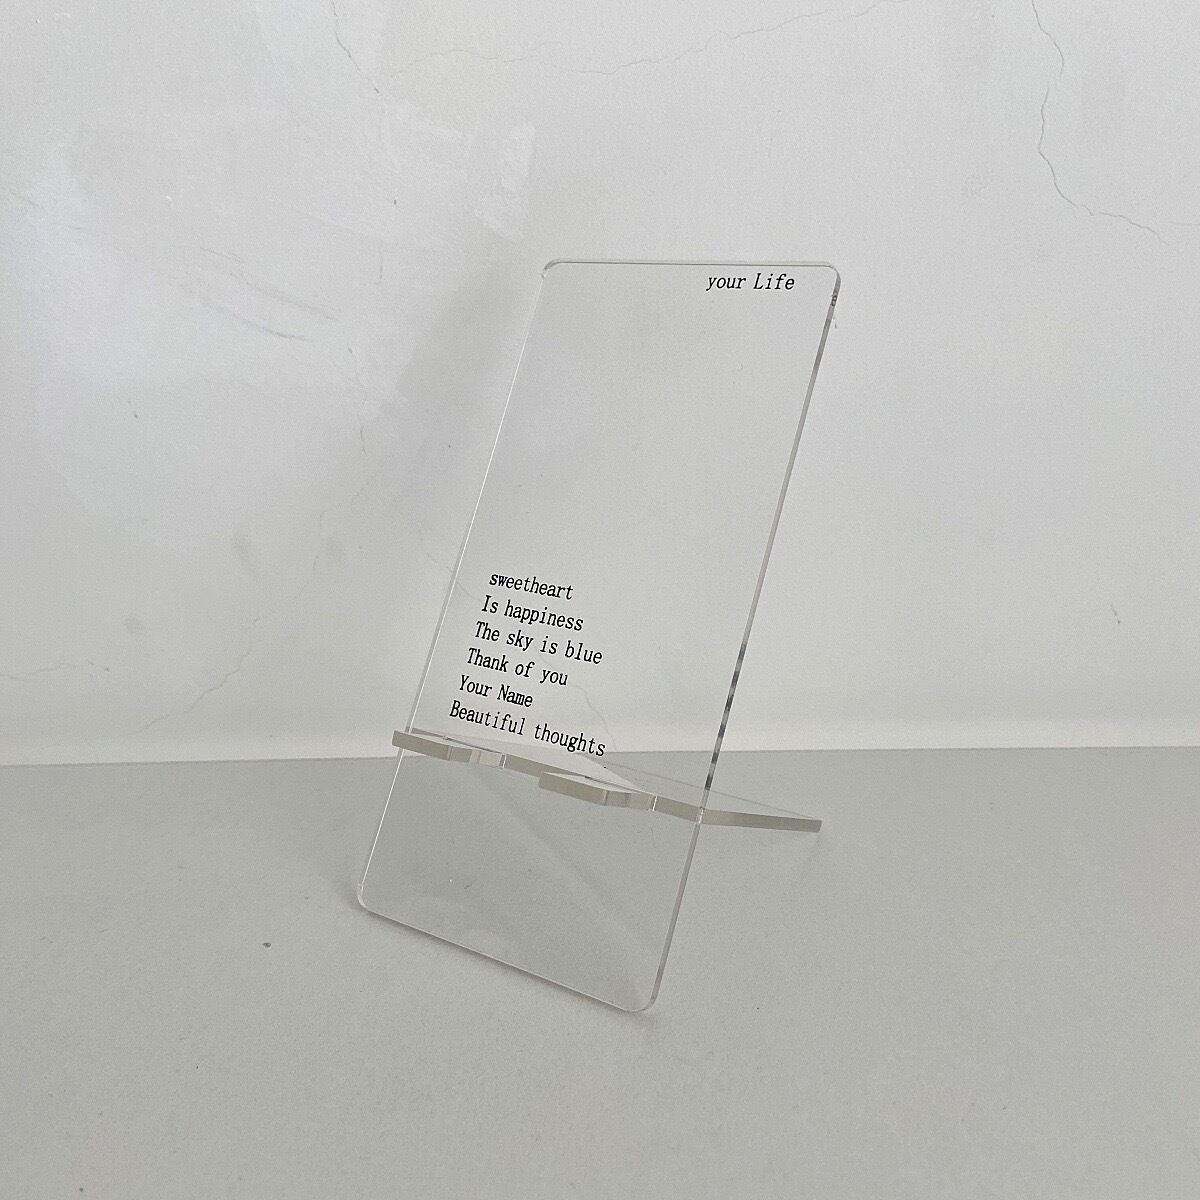 your Life
sweetheart
Is happiness
The sky is blue
Thank of you
Your Name
Beautiful thoughts